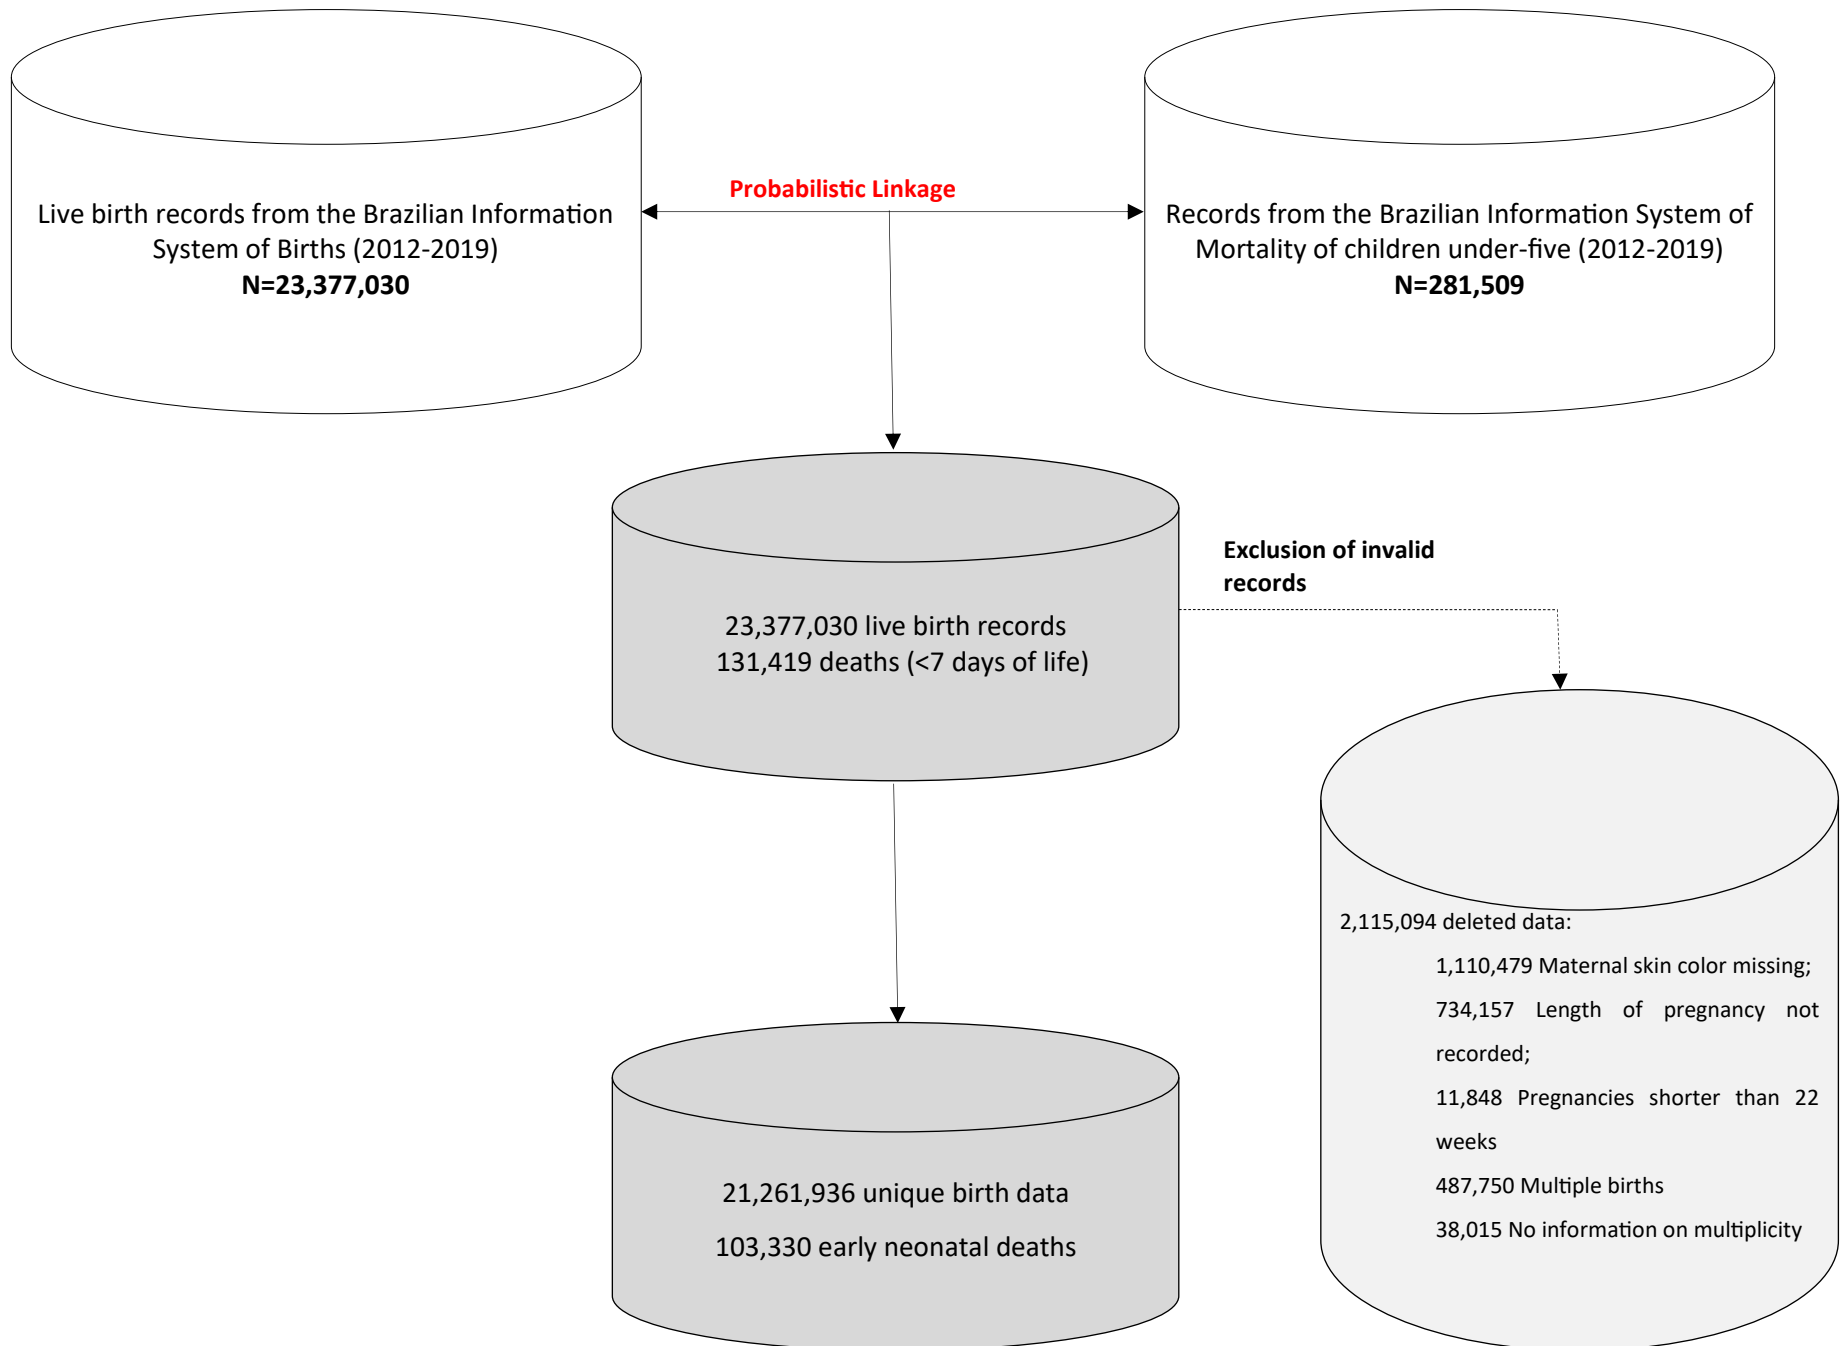 Probabilistic Linkage
Live birth records from the Brazilian Information
System of Births (2012-2019)
N=23,377,030
Records from the Brazilian Information System of
Mortality of children under-five (2012-2019)
N=281,509
Exclusion of invalid
records
23,377,030 live birth records
131,419 deaths (<7 days of life)
2,115,094 deleted data:
1,110,479 Maternal skin color missing;
734,157 Length of pregnancy not
recorded;
11,848 Pregnancies shorter than 22
weeks
487,750 Multiple births
38,015 No information on multiplicity
21,261,936 unique birth data
103,330 early neonatal deaths